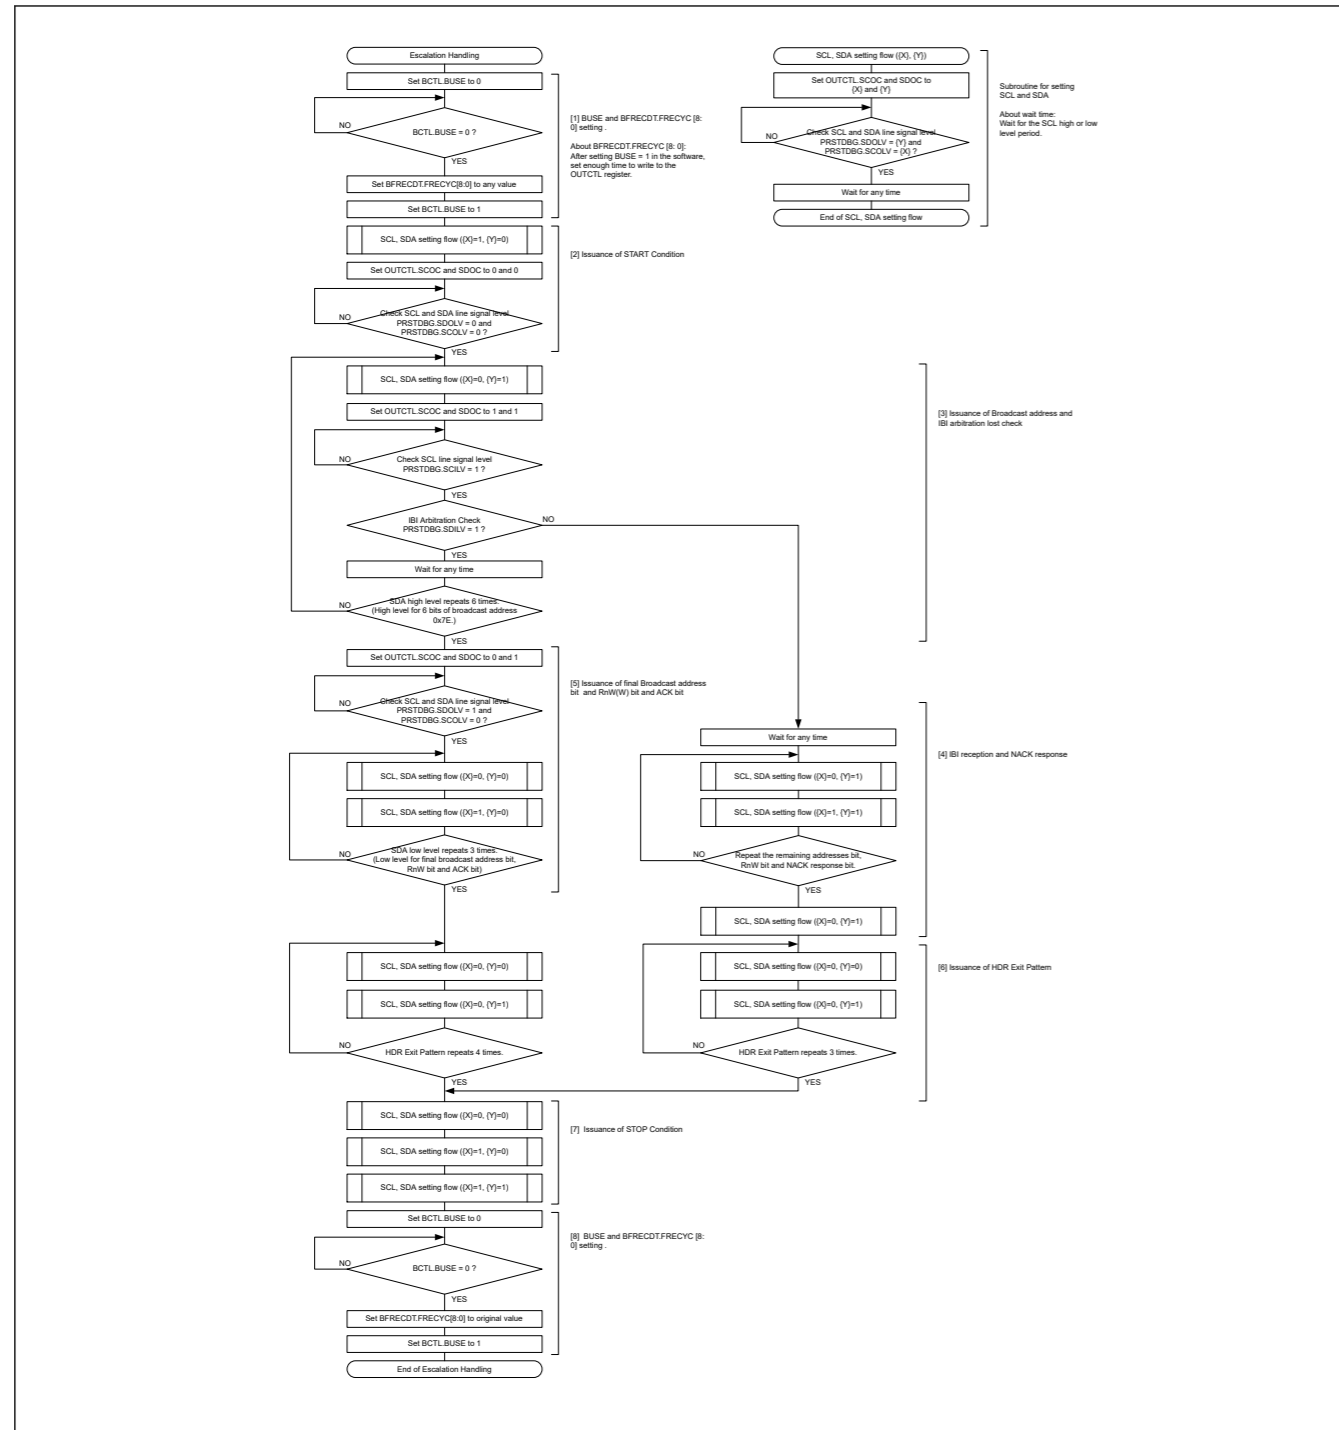 Escalation Handling
Set BCTL.BUSE to 0
BCTL.BUSE = 0 ?
NO
YES
Set BFRECDT.FRECYC[8:0] to any value
Set BCTL.BUSE to 1
[1] BUSE and BFRECDT.FRECYC [8:
0] setting .
About BFRECDT.FRECYC [8: 0]:
After setting BUSE = 1 in the software,
set enough time to write to the
OUTCTL register.
SCL, SDA setting flow ({X}, {Y})
Set OUTCTL.SCOC and SDOC to
{X} and {Y}
Check SCL and SDA line signal level
PRSTDBG.SDOLV = {Y} and
PRSTDBG.SCOLV = {X} ?
NO
YES
Wait for any time
End of SCL, SDA setting flow
Subroutine for setting
SCL and SDA
About wait time:
Wait for the SCL high or low
level period.
SCL, SDA setting flow ({X}=1, {Y}=0)
Set OUTCTL.SCOC and SDOC to 0 and 0
Check SCL and SDA line signal level
PRSTDBG.SDOLV = 0 and
PRSTDBG.SCOLV = 0 ?
NO
YES
[2] Issuance of START Condition
SCL, SDA setting flow ({X}=0, {Y}=1)
Set OUTCTL.SCOC and SDOC to 1 and 1
Check SCL line signal level
PRSTDBG.SCILV = 1 ?
NO
YES
IBI Arbitration Check
PRSTDBG.SDILV = 1 ?
NO
YES
Wait for any time
SDA high level repeats 6 times.
(High level for 6 bits of broadcast address
0x7E.)
NO
YES
[3] Issuance of Broadcast address and
IBI arbitration lost check
Set OUTCTL.SCOC and SDOC to 0 and 1
Check SCL and SDA line signal level
PRSTDBG.SDOLV = 1 and
PRSTDBG.SCOLV = 0 ?
NO
YES
SCL, SDA setting flow ({X}=0, {Y}=0)
SCL, SDA setting flow ({X}=1, {Y}=0)
SDA low level repeats 3 times.
(Low level for final broadcast address bit,
RnW bit and ACK bit)
NO
YES
[5] Issuance of final Broadcast address
bit  and RnW(W) bit and ACK bit
Wait for any time
SCL, SDA setting flow ({X}=0, {Y}=1)
SCL, SDA setting flow ({X}=1, {Y}=1)
Repeat the remaining addresses bit,
RnW bit and NACK response bit.
NO
YES
SCL, SDA setting flow ({X}=0, {Y}=1)
[4] IBI reception and NACK response
SCL, SDA setting flow ({X}=0, {Y}=0)
SCL, SDA setting flow ({X}=0, {Y}=1)
HDR Exit Pattern repeats 4 times.
NO
YES
SCL, SDA setting flow ({X}=0, {Y}=0)
SCL, SDA setting flow ({X}=0, {Y}=1)
HDR Exit Pattern repeats 3 times.
NO
YES
[6] Issuance of HDR Exit Pattern
SCL, SDA setting flow ({X}=0, {Y}=0)
SCL, SDA setting flow ({X}=1, {Y}=0)
SCL, SDA setting flow ({X}=1, {Y}=1)
[7]  Issuance of STOP Condition
Set BCTL.BUSE to 0
BCTL.BUSE = 0 ?
NO
YES
Set BFRECDT.FRECYC[8:0] to original value
Set BCTL.BUSE to 1
End of Escalation Handling
[8]  BUSE and BFRECDT.FRECYC [8:
0] setting .